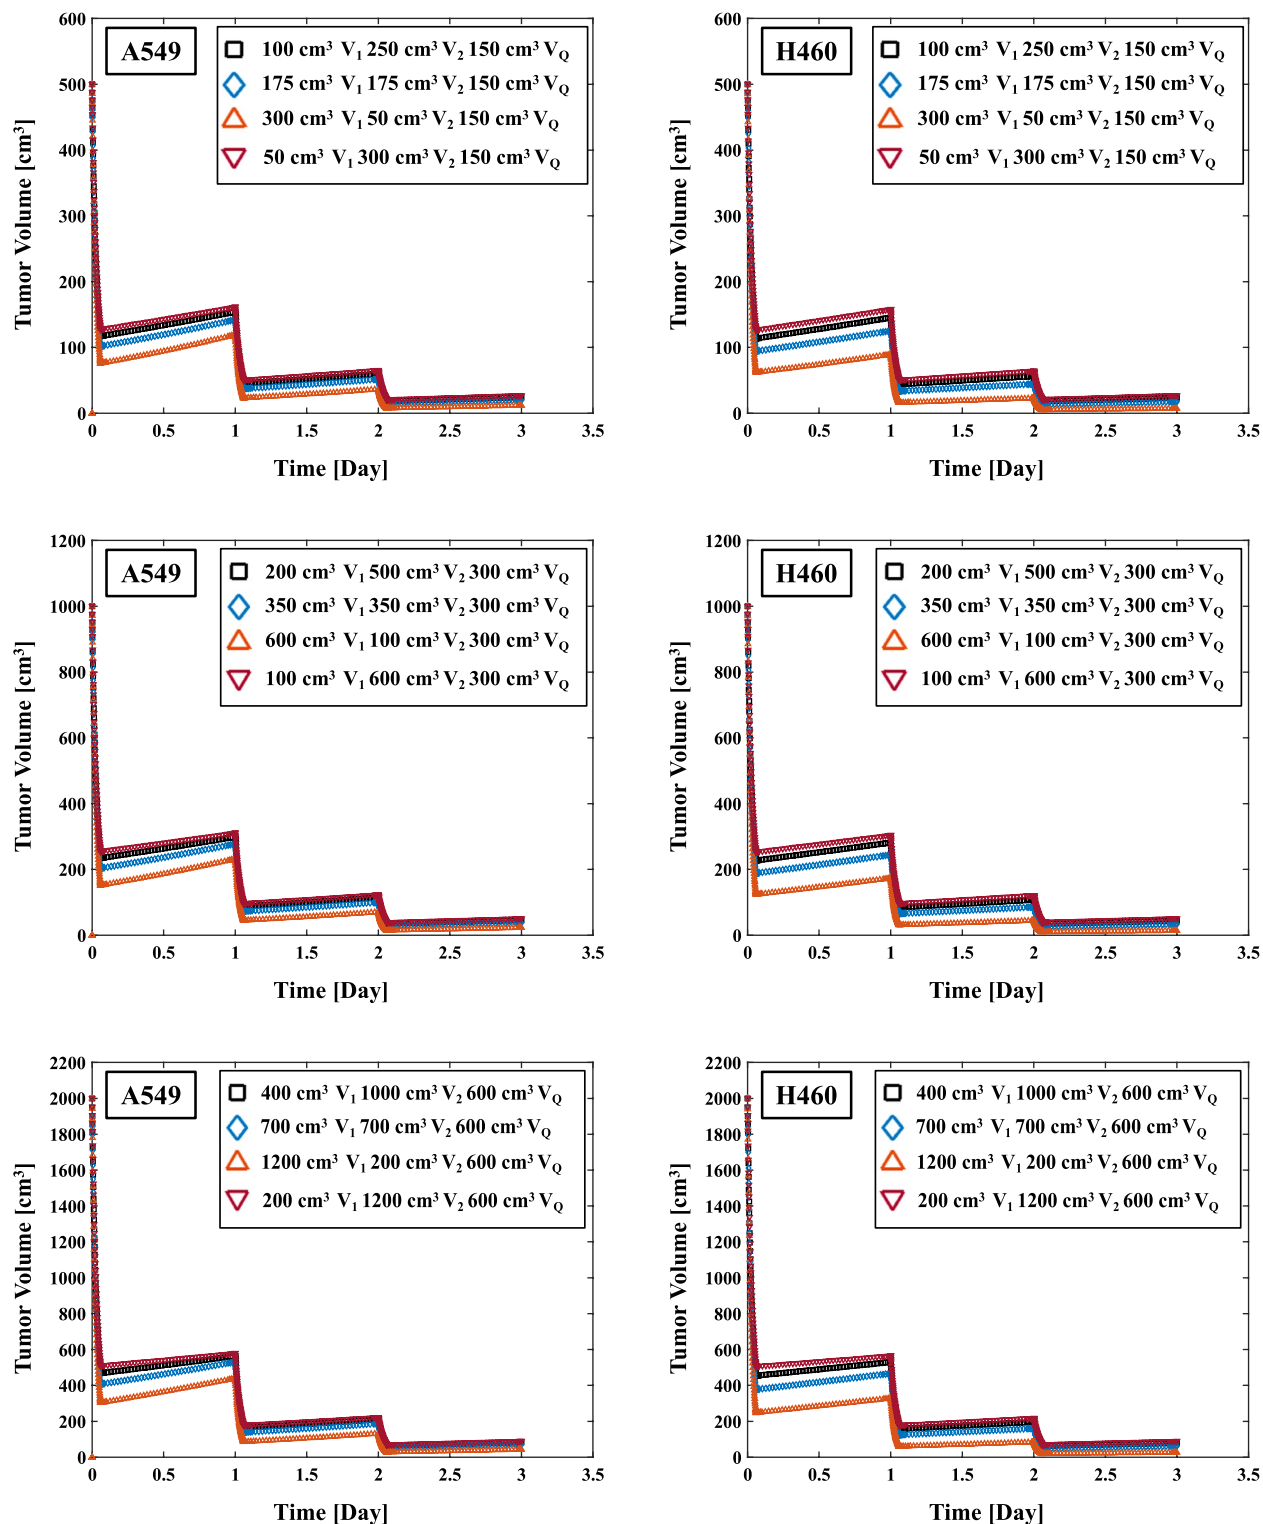 A549
100 cm³ V₁ 250 cm³ V₂ 150 cm³ V_Q
175 cm³ V₁ 175 cm³ V₂ 150 cm³ V_Q
300 cm³ V₁ 50 cm³ V₂ 150 cm³ V_Q
50 cm³ V₁ 300 cm³ V₂ 150 cm³ V_Q
Tumor Volume [cm³]
600
500
400
300
200
100
0
0 0.5 1 1.5 2 2.5 3 3.5
Time [Day]
H460
100 cm³ V₁ 250 cm³ V₂ 150 cm³ V_Q
175 cm³ V₁ 175 cm³ V₂ 150 cm³ V_Q
300 cm³ V₁ 50 cm³ V₂ 150 cm³ V_Q
50 cm³ V₁ 300 cm³ V₂ 150 cm³ V_Q
Tumor Volume [cm³]
600
500
400
300
200
100
0
0 0.5 1 1.5 2 2.5 3 3.5
Time [Day]
A549
200 cm³ V₁ 500 cm³ V₂ 300 cm³ V_Q
350 cm³ V₁ 350 cm³ V₂ 300 cm³ V_Q
600 cm³ V₁ 100 cm³ V₂ 300 cm³ V_Q
100 cm³ V₁ 600 cm³ V₂ 300 cm³ V_Q
Tumor Volume [cm³]
1200
1000
800
600
400
200
0
0 0.5 1 1.5 2 2.5 3 3.5
Time [Day]
H460
200 cm³ V₁ 500 cm³ V₂ 300 cm³ V_Q
350 cm³ V₁ 350 cm³ V₂ 300 cm³ V_Q
600 cm³ V₁ 100 cm³ V₂ 300 cm³ V_Q
100 cm³ V₁ 600 cm³ V₂ 300 cm³ V_Q
Tumor Volume [cm³]
1200
1000
800
600
400
200
0
0 0.5 1 1.5 2 2.5 3 3.5
Time [Day]
A549
400 cm³ V₁ 1000 cm³ V₂ 600 cm³ V_Q
700 cm³ V₁ 700 cm³ V₂ 600 cm³ V_Q
1200 cm³ V₁ 200 cm³ V₂ 600 cm³ V_Q
200 cm³ V₁ 1200 cm³ V₂ 600 cm³ V_Q
Tumor Volume [cm³]
2200
2000
1800
1600
1400
1200
1000
800
600
400
200
0
0 0.5 1 1.5 2 2.5 3 3.5
Time [Day]
H460
400 cm³ V₁ 1000 cm³ V₂ 600 cm³ V_Q
700 cm³ V₁ 700 cm³ V₂ 600 cm³ V_Q
1200 cm³ V₁ 200 cm³ V₂ 600 cm³ V_Q
200 cm³ V₁ 1200 cm³ V₂ 600 cm³ V_Q
Tumor Volume [cm³]
2200
2000
1800
1600
1400
1200
1000
800
600
400
200
0
0 0.5 1 1.5 2 2.5 3 3.5
Time [Day]